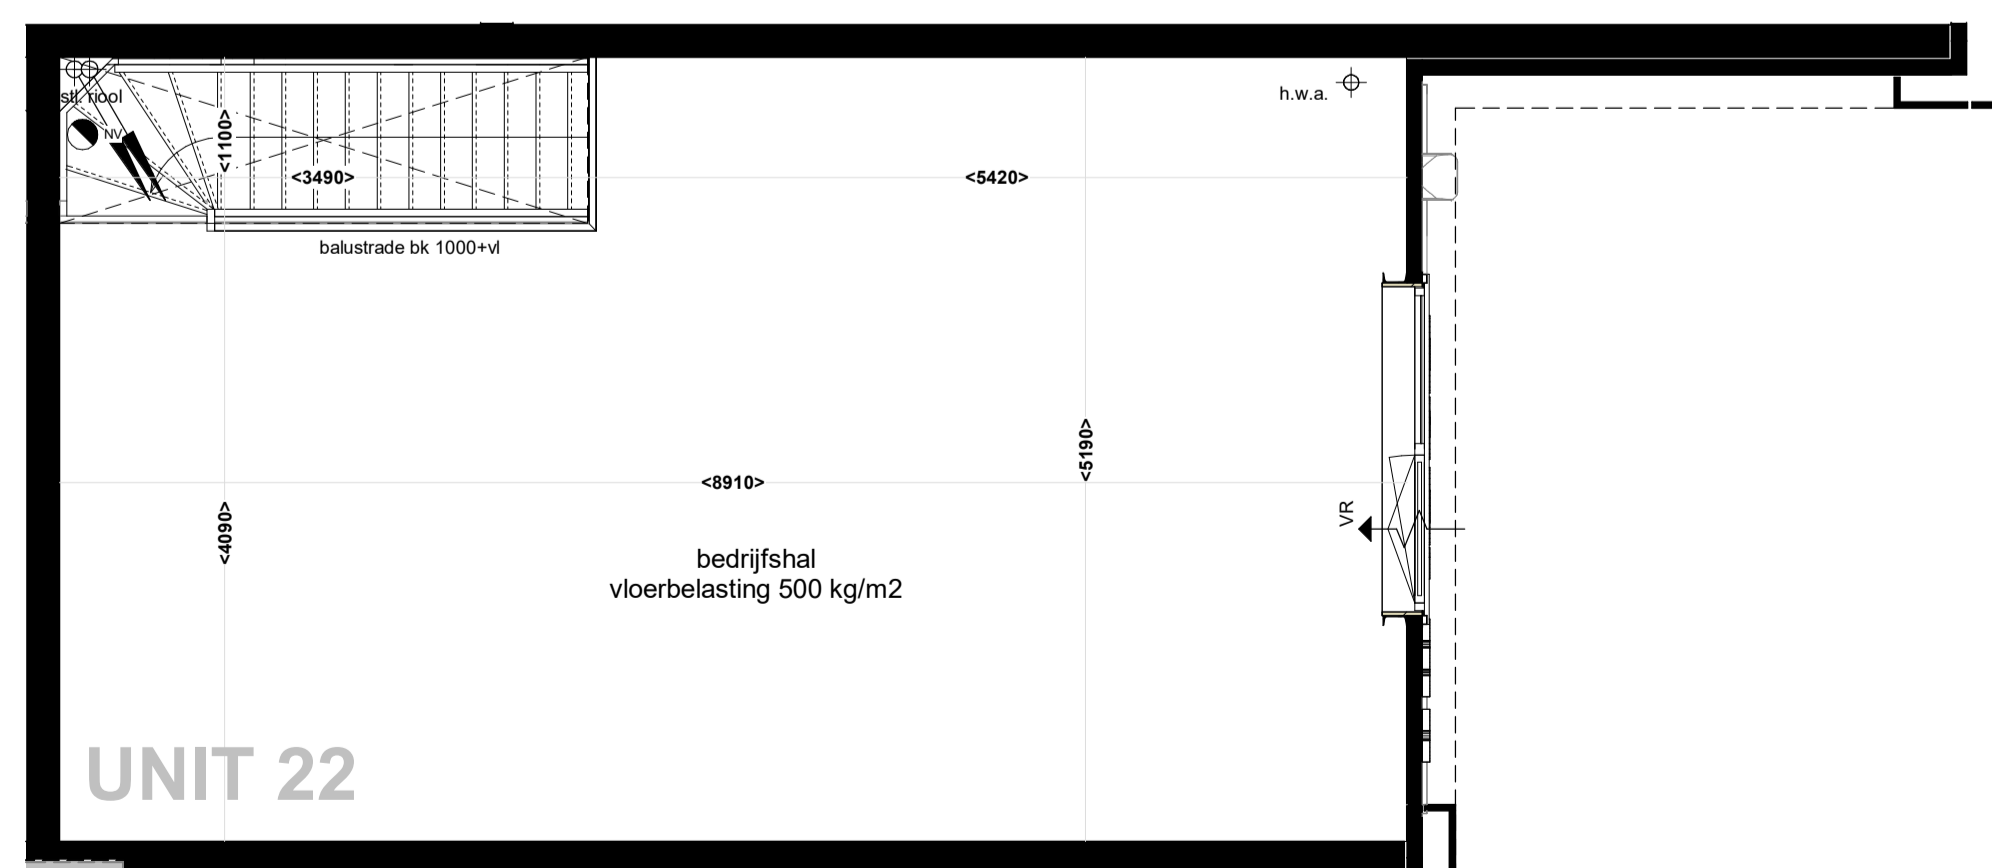 stl. riool
h.w.a.
NV
<1100>
<3490>
<5420>
balustrade bk 1000+vl
<5190>
<8910>
<4090>
VR
bedrijfshal
vloerbelasting 500 kg/m2
UNIT 22